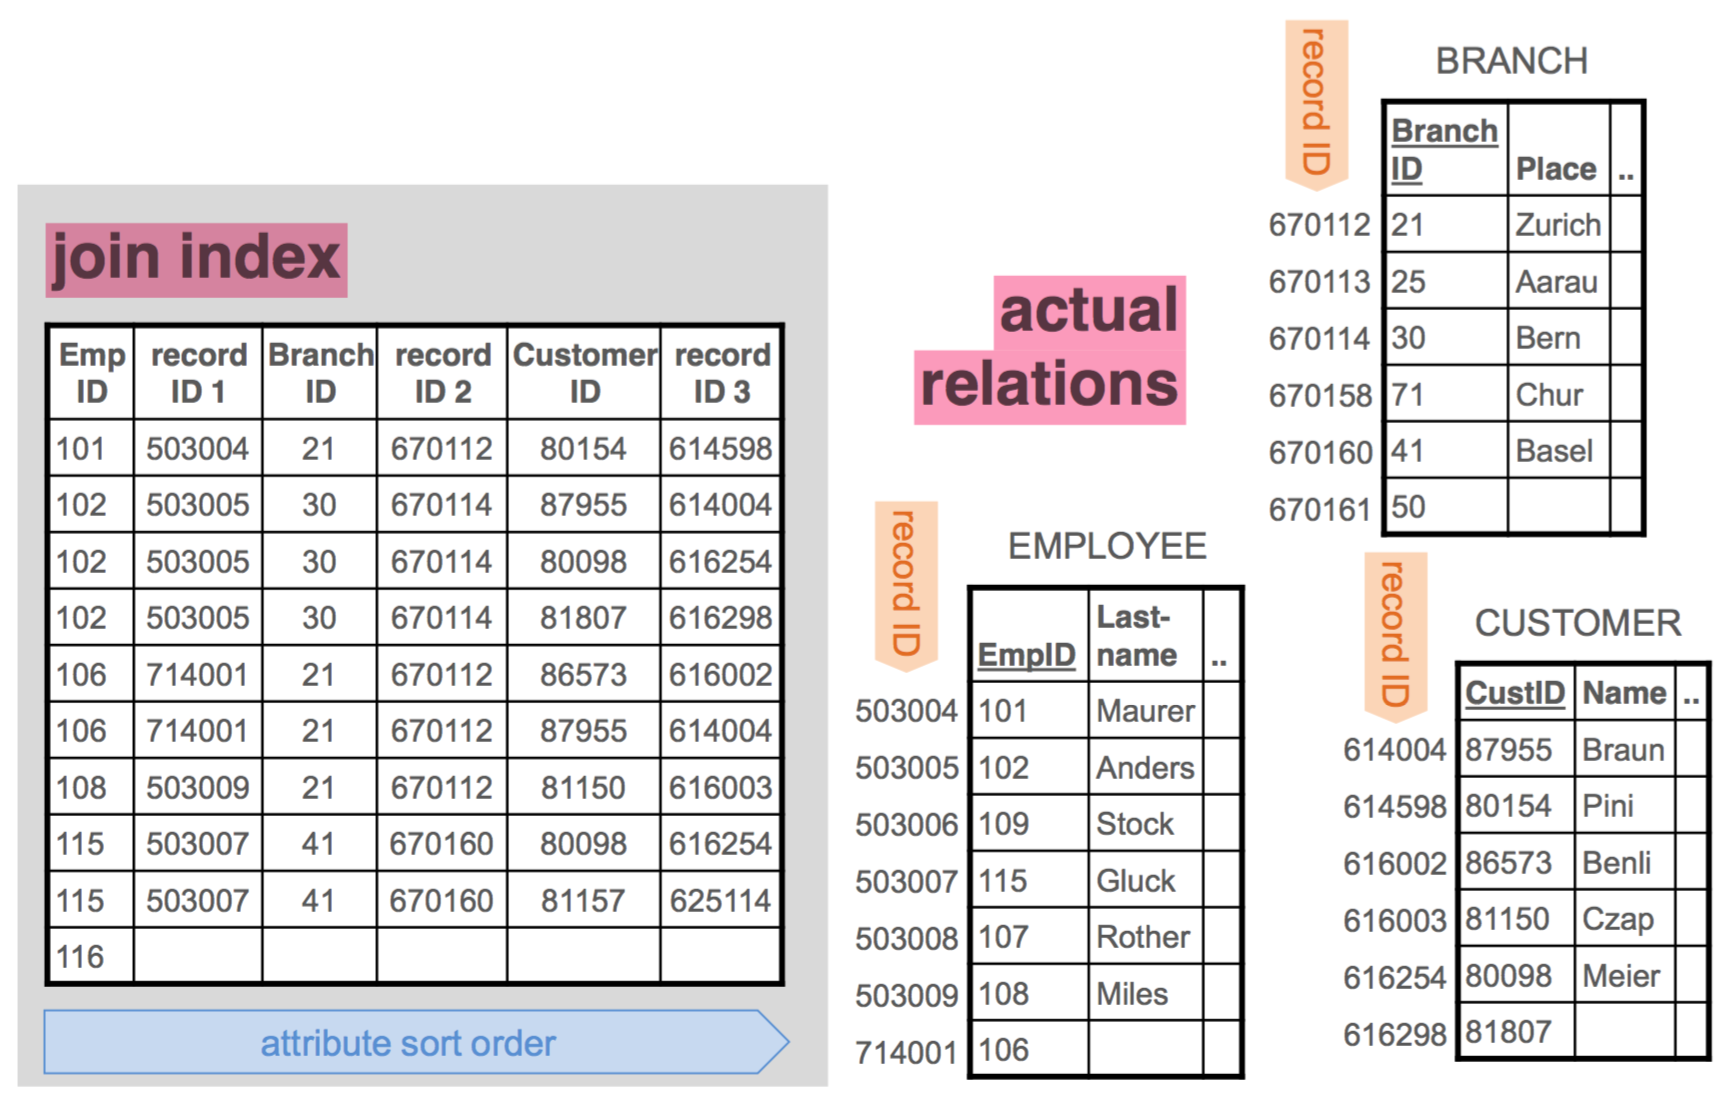 join index
Emp ID record ID 1 Branch ID record ID 2 Customer ID record ID 3
101 503004 21 670112 80154 614598
102 503005 30 670114 87955 614004
102 503005 30 670114 80098 616254
102 503005 30 670114 81807 616298
106 714001 21 670112 86573 616002
106 714001 21 670112 87955 614004
108 503009 21 670112 81150 616003
115 503007 41 670160 80098 616254
115 503007 41 670160 81157 625114
116
attribute sort order
actual
relations
record ID
BRANCH
Branch ID Place ..
670112 21 Zurich
670113 25 Aarau
670114 30 Bern
670158 71 Chur
670160 41 Basel
670161 50
record ID
EMPLOYEE
EmpID Last-name ..
503004 101 Maurer
503005 102 Anders
503006 109 Stock
503007 115 Gluck
503008 107 Rother
503009 108 Miles
714001 106
record ID
CUSTOMER
CustID Name ..
614004 87955 Braun
614598 80154 Pini
616002 86573 Benli
616003 81150 Czap
616254 80098 Meier
616298 81807